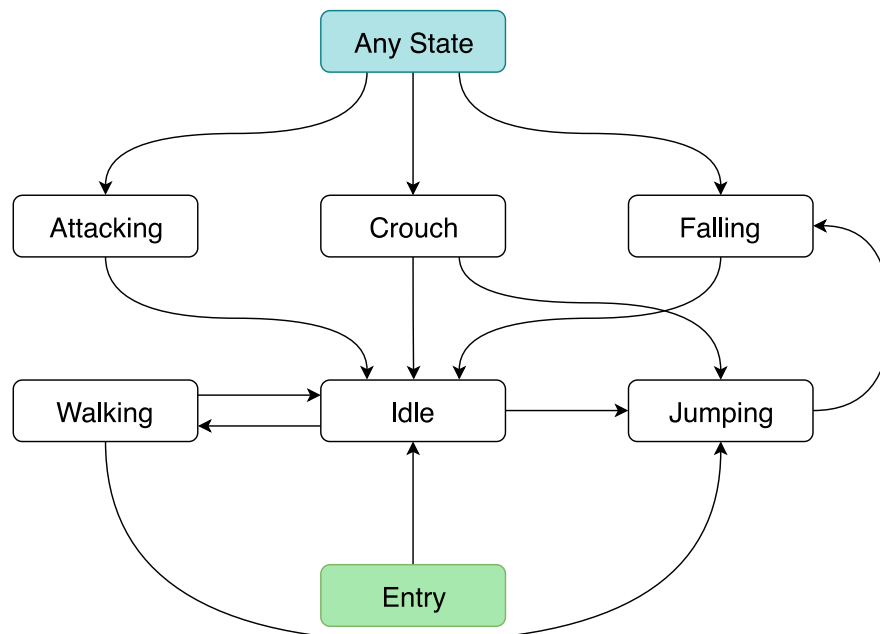 Any State
Attacking
Crouch
Falling
Walking
Idle
Jumping
Entry